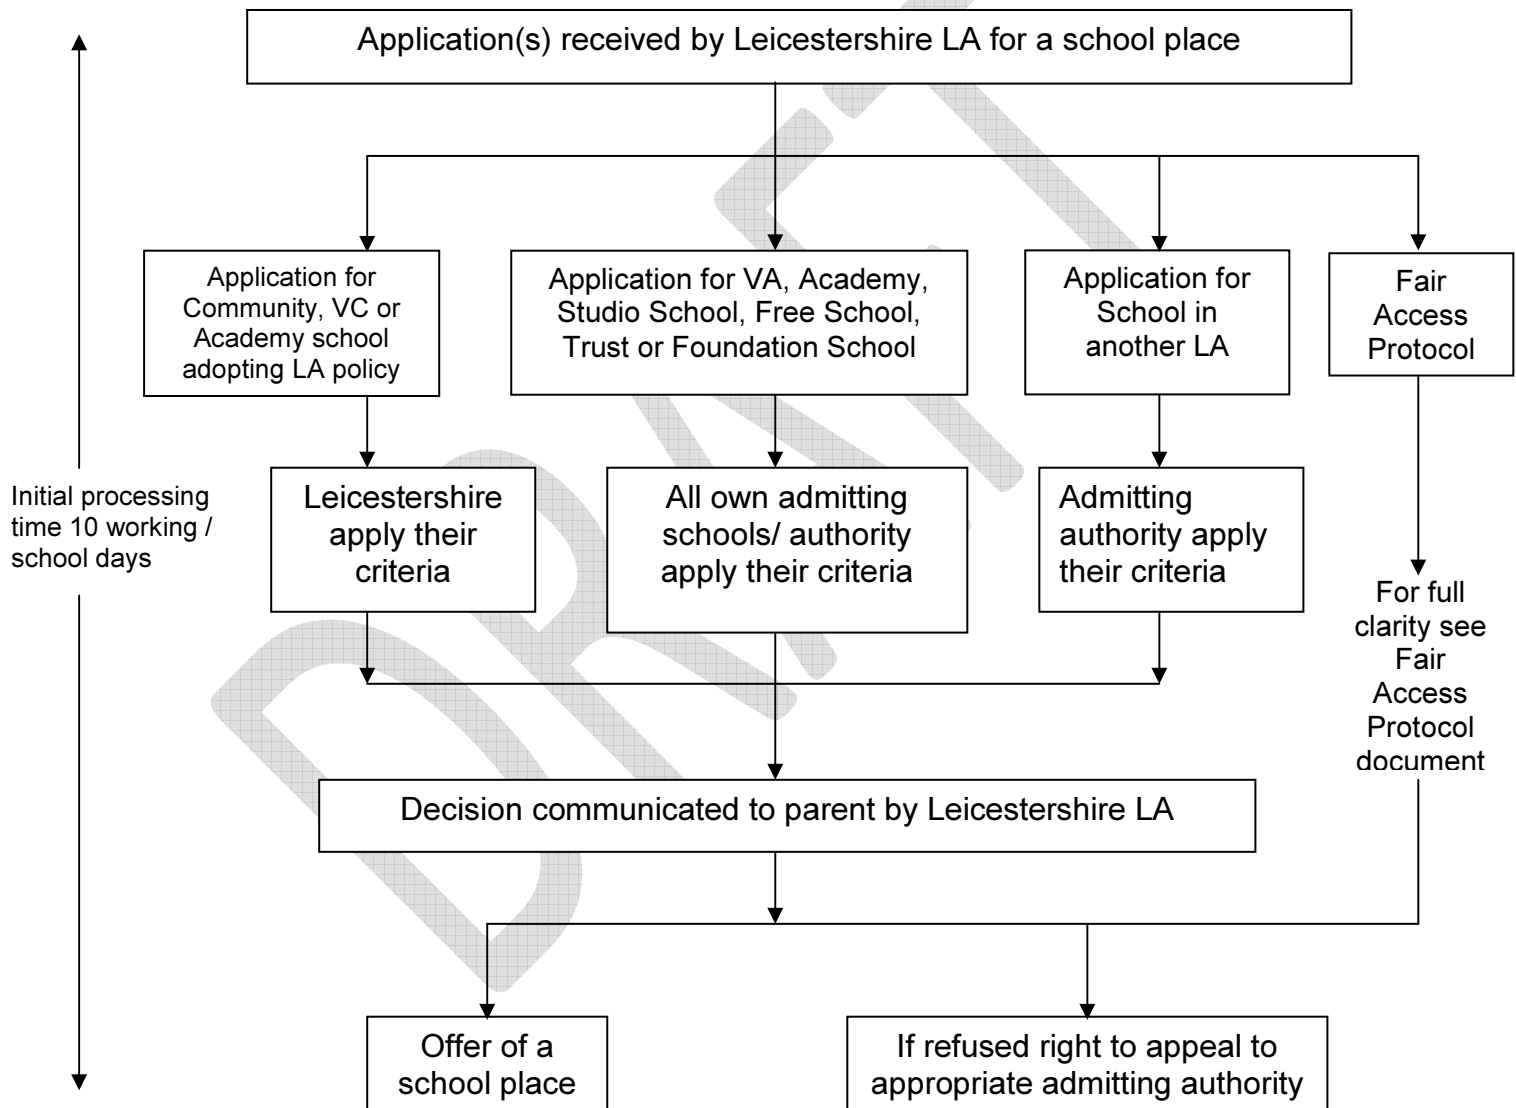 Application(s) received by Leicestershire LA for a school place
Application for
Community, VC or
Academy school
adopting LA policy
Application for VA, Academy,
Studio School, Free School,
Trust or Foundation School
Application for
School in
another LA
Fair
Access
Protocol
Initial processing
time 10 working /
school days
Leicestershire
apply their
criteria
All own admitting
schools/ authority
apply their criteria
Admitting
authority apply
their criteria
For full
clarity see
Fair
Access
Protocol
document
Decision communicated to parent by Leicestershire LA
Offer of a
school place
If refused right to appeal to
appropriate admitting authority
DRAFT